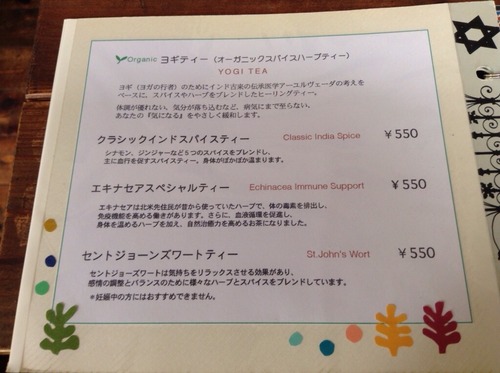 Organic ヨギティー（オーガニックスパイスハーブティー）
YOGI TEA
ヨギ（ヨガの行者）のためにインド古来の伝承医学アーユルヴェーダの考えを
ベースに、スパイスやハーブをブレンドしたヒーリングティー。
体調が優れない、気分が落ち込むなど、病気にまで至らない、
あなたの『気になる』をやさしく緩和します。
クラシックインドスパイスティー Classic India Spice ￥550
シナモン、ジンジャーなど５つのスパイスをブレンドし、
主に血行を促すスパイスティー。身体がぽかぽか温まります。
エキナセアスペシャルティー Echinacea Immune Support ￥550
エキナセアは北米先住民が昔から使っていたハーブで、体の毒素を排出し、
免疫機能を高める働きがあります。さらに、血液循環を促進し、
身体を温めるハーブを加え、自然治癒力を高めるお茶になりました。
セントジョーンズワートティー St.John's Wort ￥550
セントジョーズワートは気持ちをリラックスさせる効果があり、
感情の調整とバランスのために様々なハーブとスパイスをブレンドしています。
＊妊娠中の方にはおすすめできません。